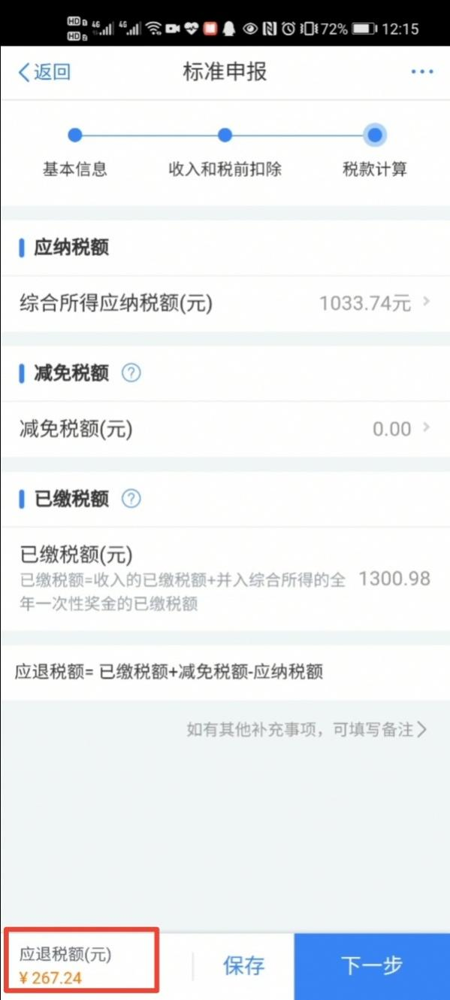 HD 1 4G 4G 72% 12:15
HD 2
返回 标准申报 ...
基本信息 收入和税前扣除 税款计算
应纳税额
综合所得应纳税额(元) 1033.74元
减免税额 ?
减免税额(元) 0.00
已缴税额 ?
已缴税额(元)
已缴税额=收入的已缴税额+并入综合所得的全 1300.98
年一次性奖金的已缴税额
应退税额= 已缴税额+减免税额-应纳税额
如有其他补充事项，可填写备注
应退税额(元)
¥267.24
保存 下一步